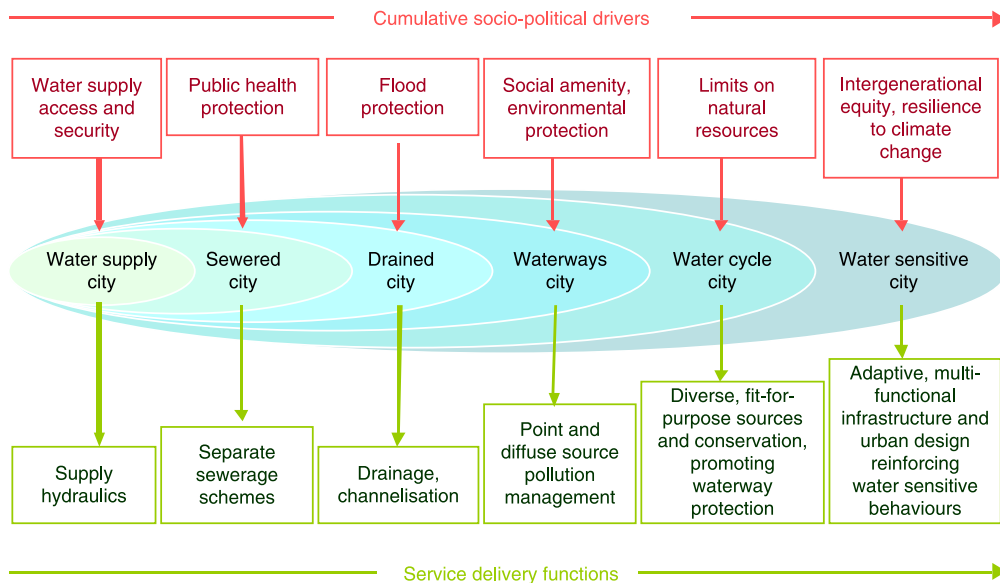 Cumulative socio-political drivers
Water supply
access and
security
Public health
protection
Flood
protection
Social amenity,
environmental
protection
Limits on
natural
resources
Intergenerational
equity, resilience
to climate
change
Water supply
city
Sewered
city
Drained
city
Waterways
city
Water cycle
city
Water sensitive
city
Supply
hydraulics
Separate
sewerage
schemes
Drainage,
channelisation
Point and
diffuse source
pollution
management
Diverse, fit-for-
purpose sources
and conservation,
promoting
waterway
protection
Adaptive, multi-
functional
infrastructure and
urban design
reinforcing
water sensitive
behaviours
Service delivery functions